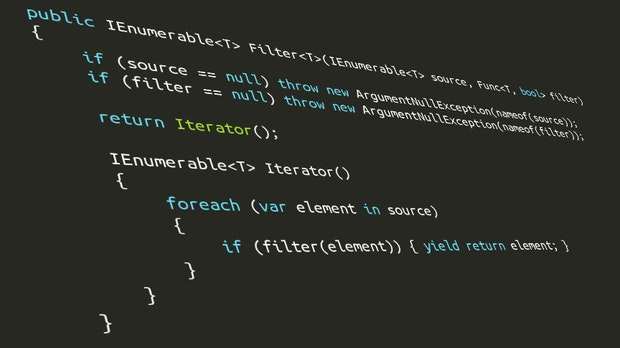 public IEnumerable<T> Filter<T>(IEnumerable<T> source, Func<T, bool> filter)
{
if (source == null) throw new ArgumentNullException(nameof(source));
if (filter == null) throw new ArgumentNullException(nameof(filter));
return Iterator();
IEnumerable<T> Iterator()
{
foreach (var element in source)
{
if (filter(element)) { yield return element; }
}
}
}